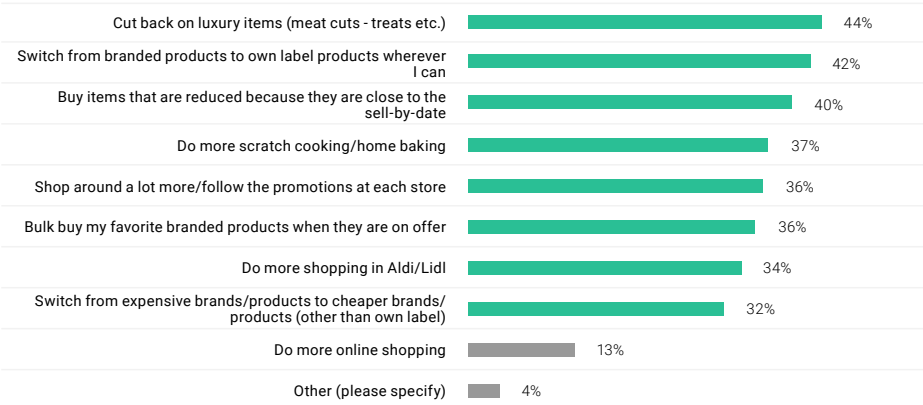 Cut back on luxury items (meat cuts - treats etc.) 44%
Switch from branded products to own label products wherever
I can 42%
Buy items that are reduced because they are close to the
sell-by-date 40%
Do more scratch cooking/home baking 37%
Shop around a lot more/follow the promotions at each store 36%
Bulk buy my favorite branded products when they are on offer 36%
Do more shopping in Aldi/Lidl 34%
Switch from expensive brands/products to cheaper brands/
products (other than own label) 32%
Do more online shopping 13%
Other (please specify) 4%